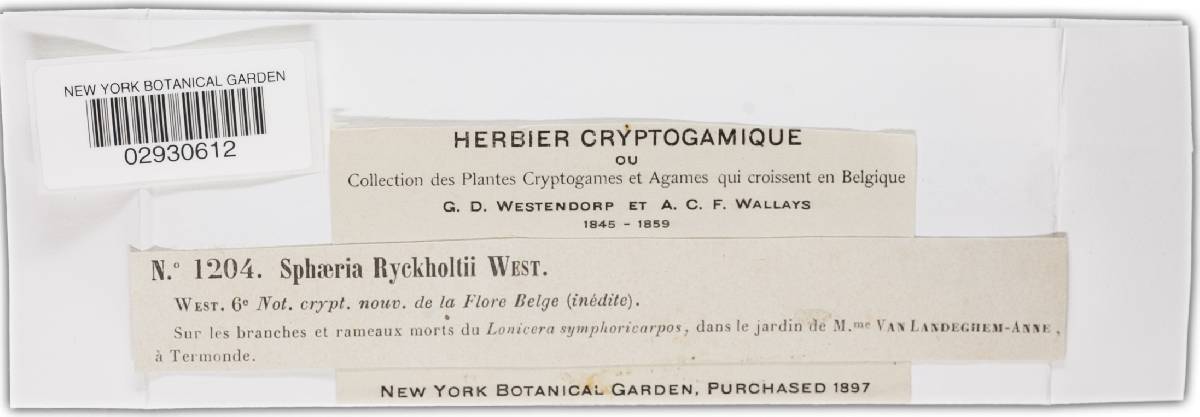 NEW YORK BOTANICAL GARDEN
02930612
HERBIER CRYPTOGAMIQUE
OU
Collection des Plantes Cryptogames et Agames qui croissent en Belgique
G. D. WESTENDORP ET A. C. F. WALLAYS
1845 - 1859
N.º 1204. Sphæria Ryckholtii WEST.
WEST. 6e Not. crypt. nouv. de la Flore Belge (inédite).
Sur les branches et rameaux morts du Lonicera symphoricarpos, dans le jardin de M.me VAN LANDEGHEM-ANNE,
à Termonde.
NEW YORK BOTANICAL GARDEN, PURCHASED 1897